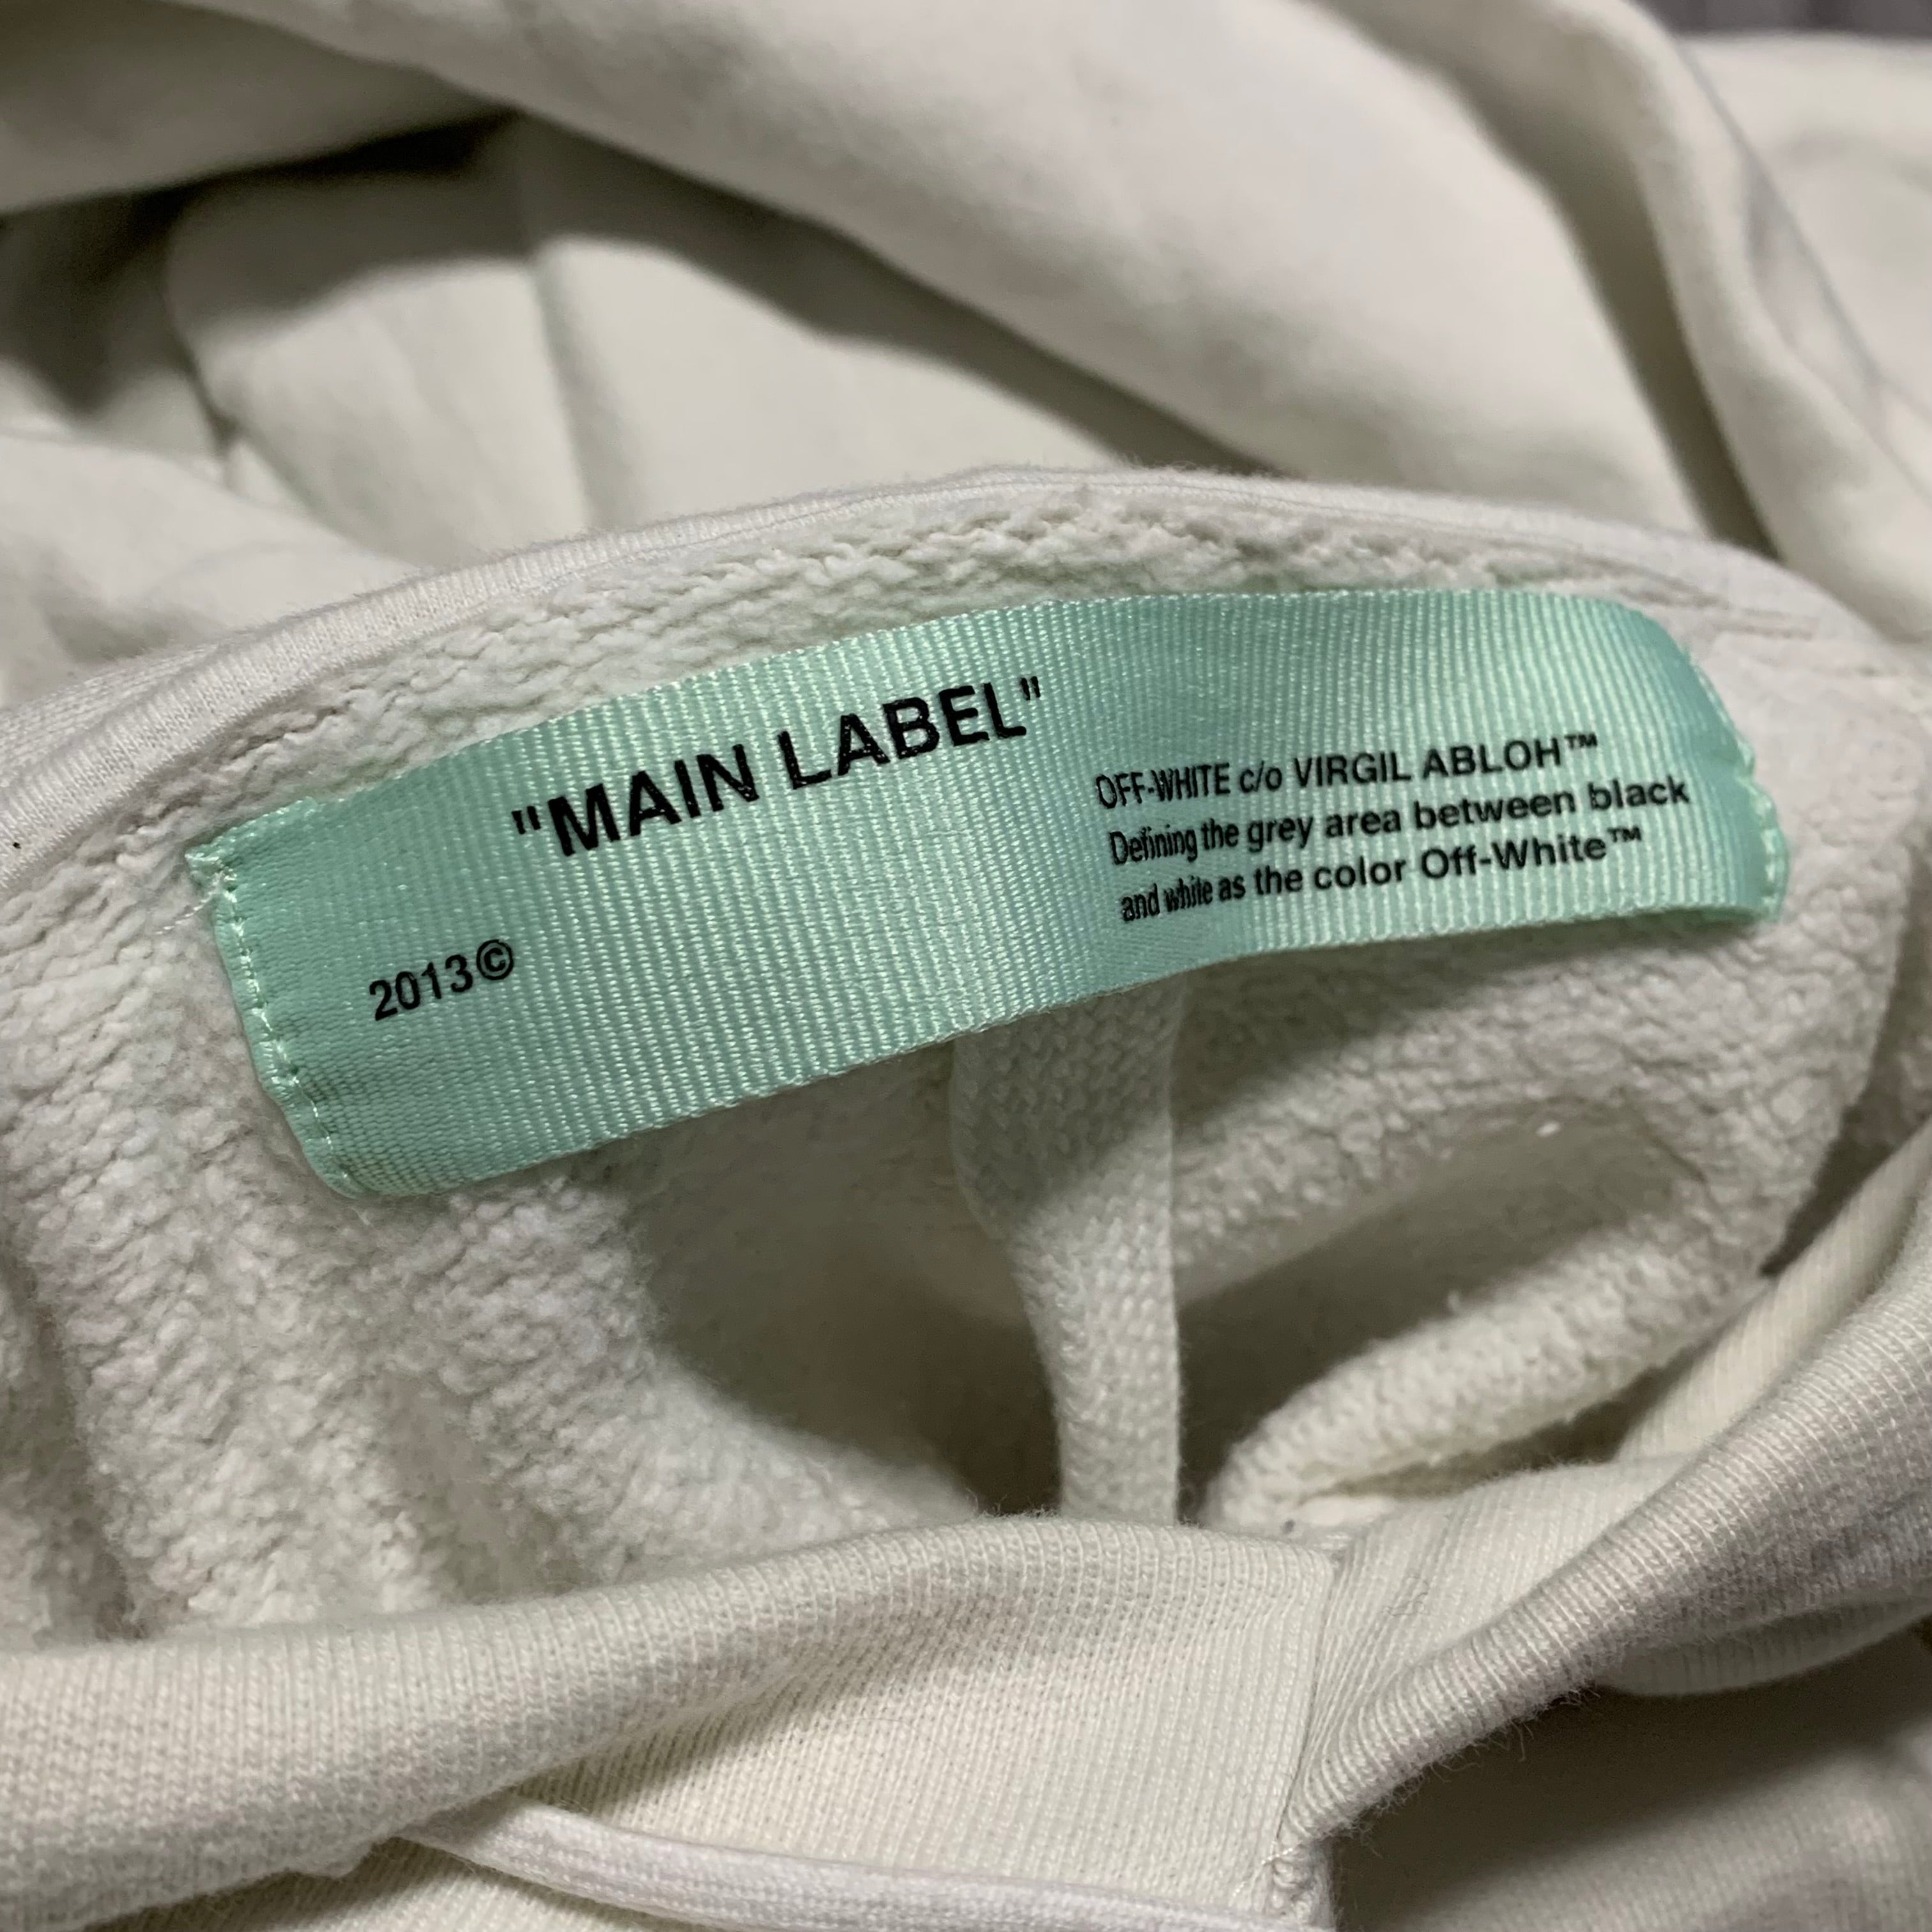 "MAIN LABEL"
OFF-WHITE c/o VIRGIL ABLOH™
Defining the grey area between black
and white as the color Off-White™
2013©